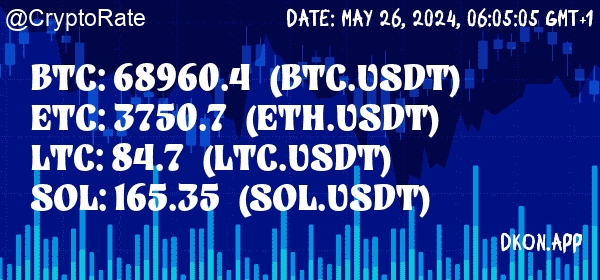 @CryptoRate
DATE: MAY 26, 2024, 06:05:05 GMT+1
BTC: 68960.4 (BTC.USDT)
ETC: 3750.7 (ETH.USDT)
LTC: 84.7 (LTC.USDT)
SOL: 165.35 (SOL.USDT)
DKON.APP